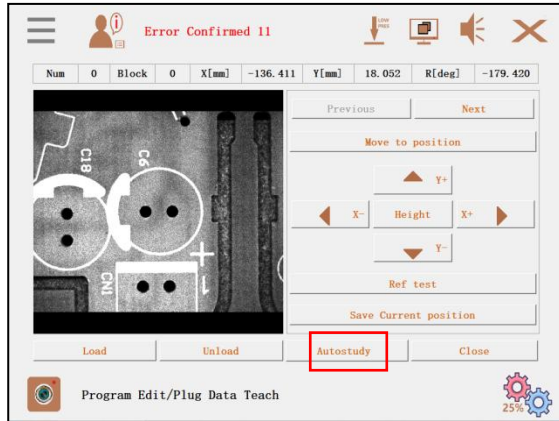 Error Confirmed 11
LOW PRES
Num 0 Block 0 X[mm] -136.411 Y[mm] 18.052 R[deg] -179.420
Previous Next
Move to position
Y+
X- Height X+
Y-
Ref test
Save Current position
C18
C6
CN1
+
-
Load Unload Autostudy Close
Program Edit/Plug Data Teach
25%